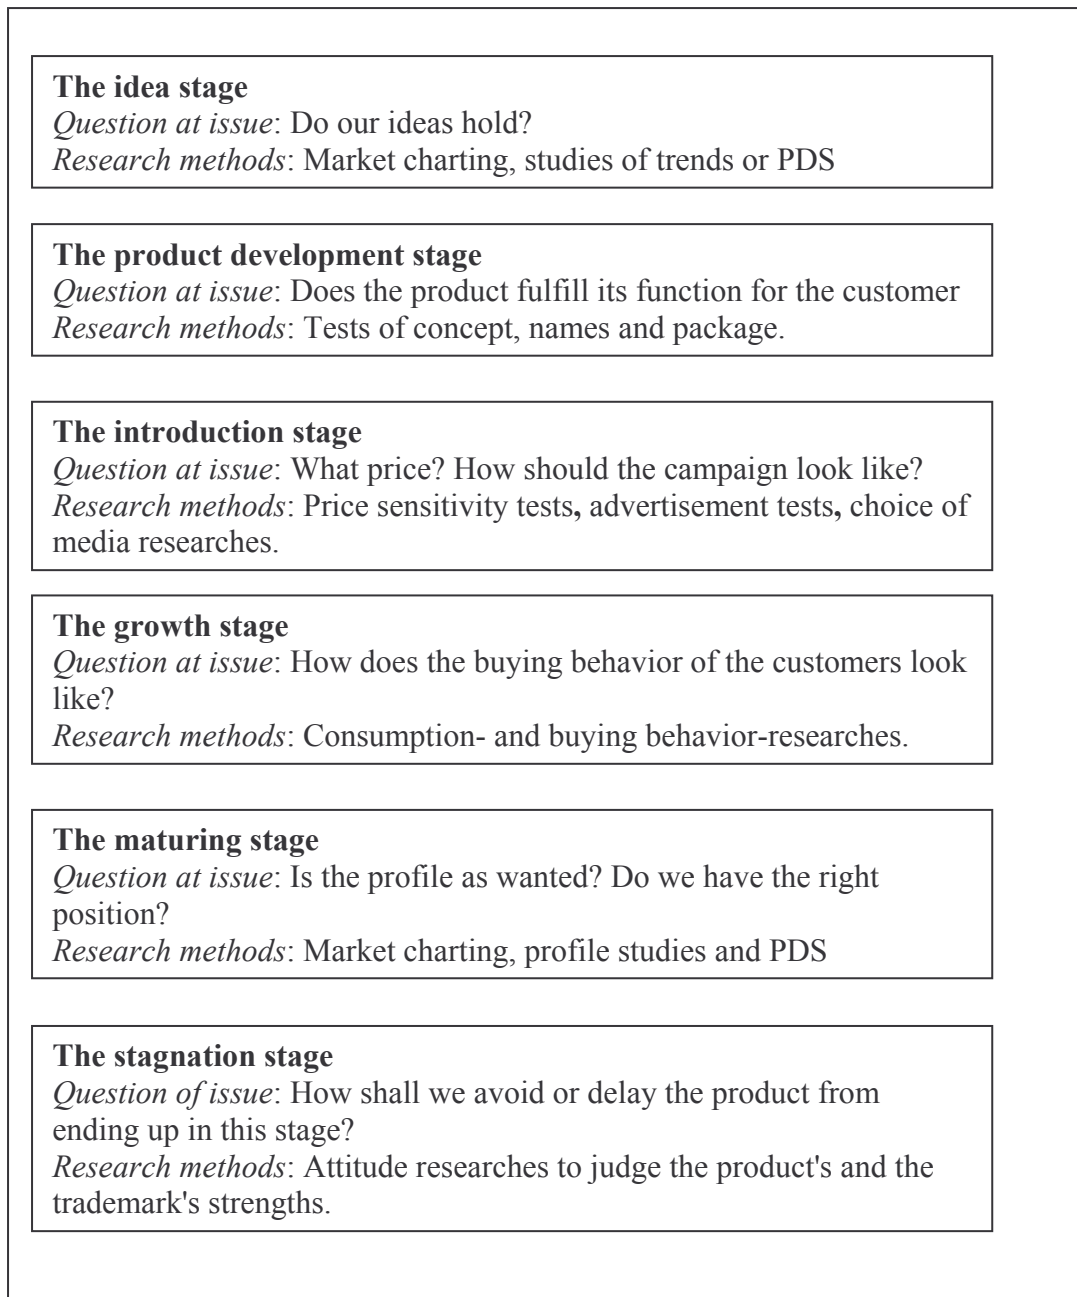 The idea stage
Question at issue: Do our ideas hold?
Research methods: Market charting, studies of trends or PDS
The product development stage
Question at issue: Does the product fulfill its function for the customer
Research methods: Tests of concept, names and package.
The introduction stage
Question at issue: What price? How should the campaign look like?
Research methods: Price sensitivity tests, advertisement tests, choice of
media researches.
The growth stage
Question at issue: How does the buying behavior of the customers look
like?
Research methods: Consumption- and buying behavior-researches.
The maturing stage
Question at issue: Is the profile as wanted? Do we have the right
position?
Research methods: Market charting, profile studies and PDS
The stagnation stage
Question of issue: How shall we avoid or delay the product from
ending up in this stage?
Research methods: Attitude researches to judge the product's and the
trademark's strengths.